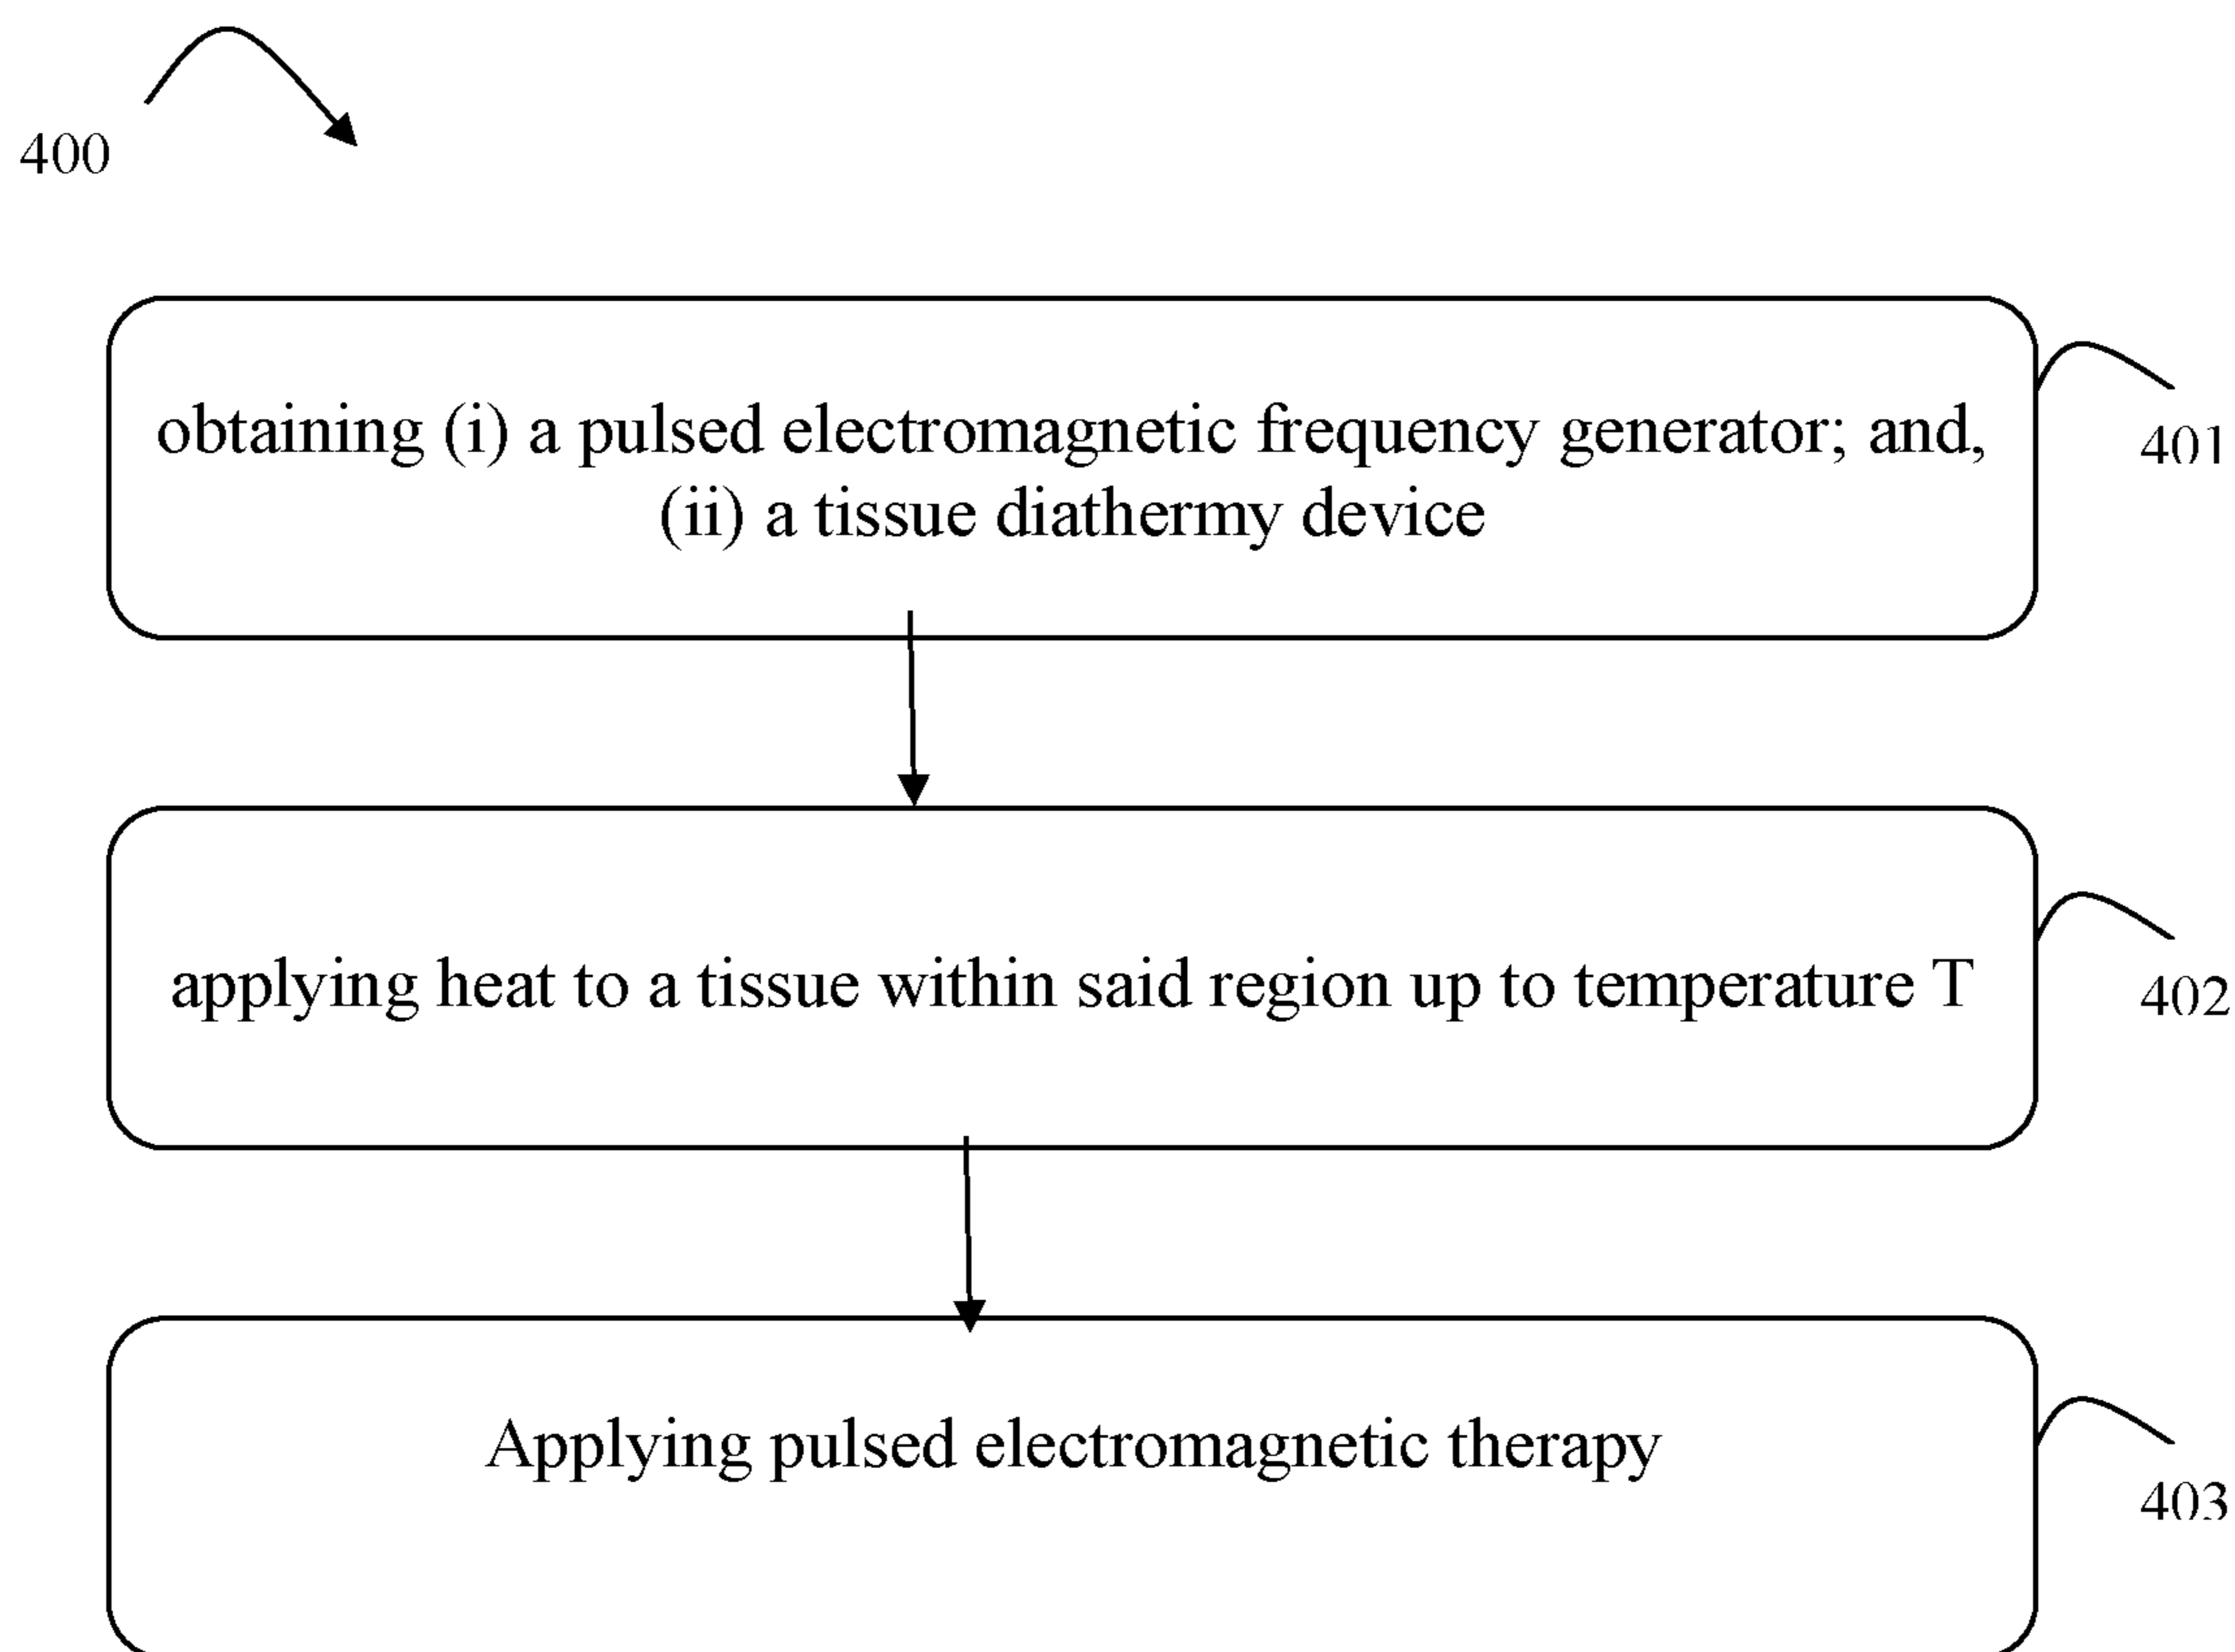 400
obtaining (i) a pulsed electromagnetic frequency generator; and,
(ii) a tissue diathermy device
401
applying heat to a tissue within said region up to temperature T
402
Applying pulsed electromagnetic therapy
403